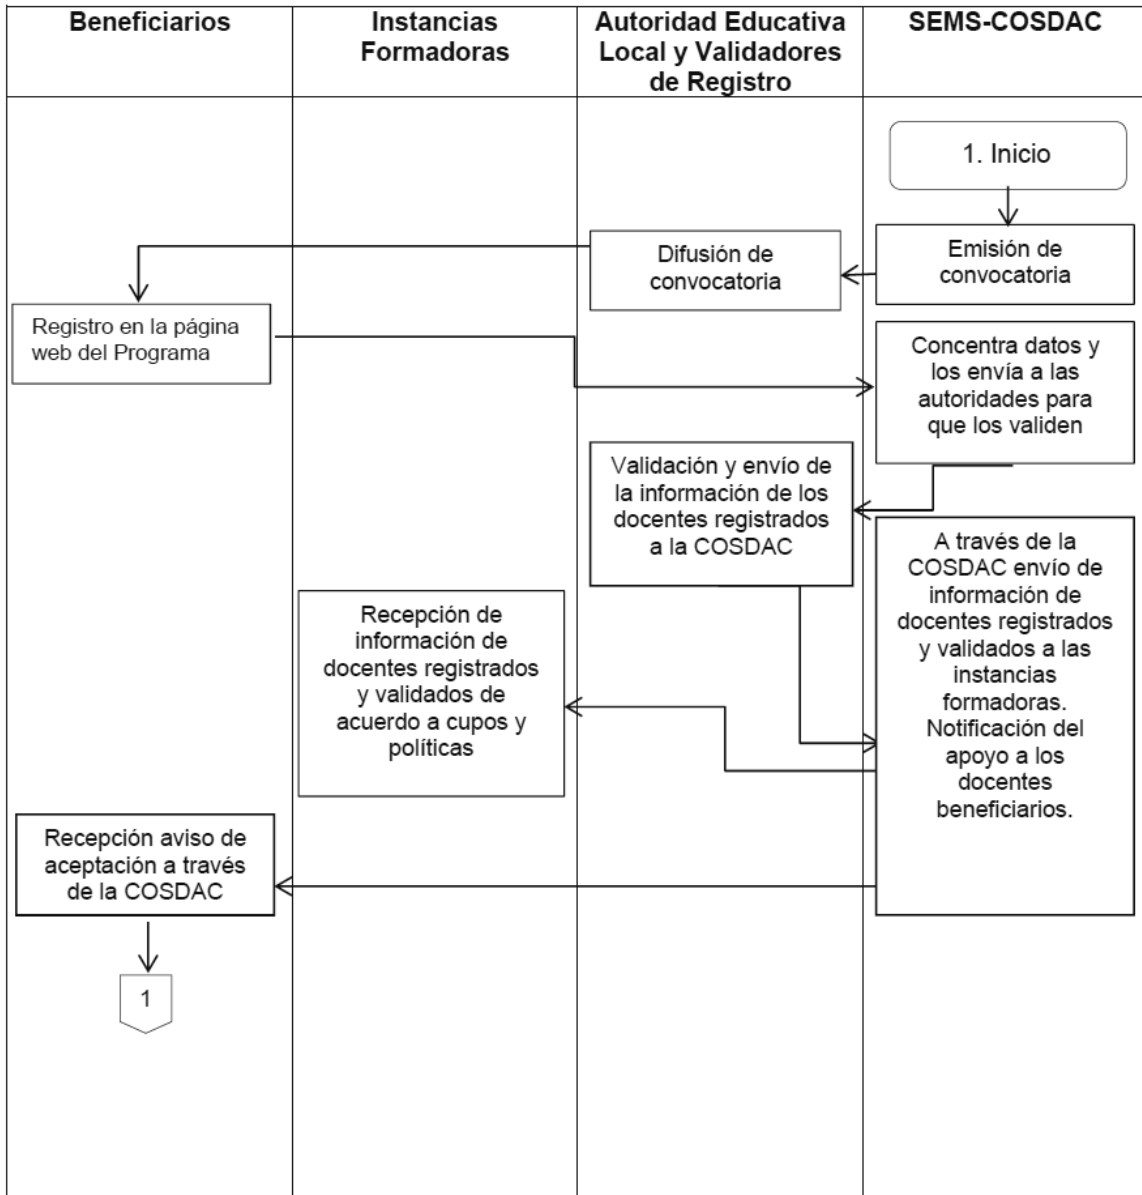 Beneficiarios
Instancias
Formadoras
Autoridad Educativa
Local y Validadores
de Registro
SEMS-COSDAC
1. Inicio
Emisión de
convocatoria
Difusión de
convocatoria
Registro en la página
web del Programa
Concentra datos y
los envía a las
autoridades para
que los validen
Validación y envío de
la información de los
docentes registrados
a la COSDAC
A través de la
COSDAC envío de
información de
docentes registrados
y validados a las
instancias
formadoras.
Notificación del
apoyo a los
docentes
beneficiarios.
Recepción de
información de
docentes registrados
y validados de
acuerdo a cupos y
políticas
Recepción aviso de
aceptación a través
de la COSDAC
1